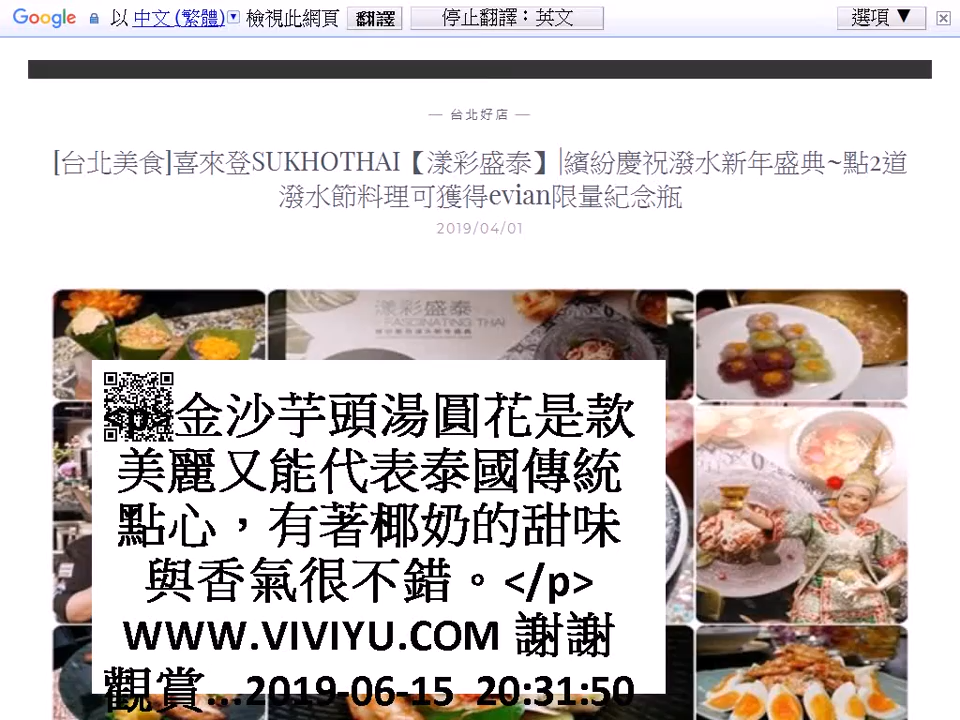 Google 以 中文 (繁體) 檢視此網頁 翻譯 停止翻譯：英文 選項 ▼
— 台北好店 —
[台北美食]喜來登SUKHOTHAI【漾彩盛泰】|繽紛慶祝潑水新年盛典~點2道
潑水節料理可獲得evian限量紀念瓶
2019/04/01
漾彩盛泰
FASCINATING THAI
<p>金沙芋頭湯圓花是款
美麗又能代表泰國傳統
點心，有著椰奶的甜味
與香氣很不錯。</p>
WWW.VIVIYU.COM 謝謝
觀賞...2019-06-15 20:31:50